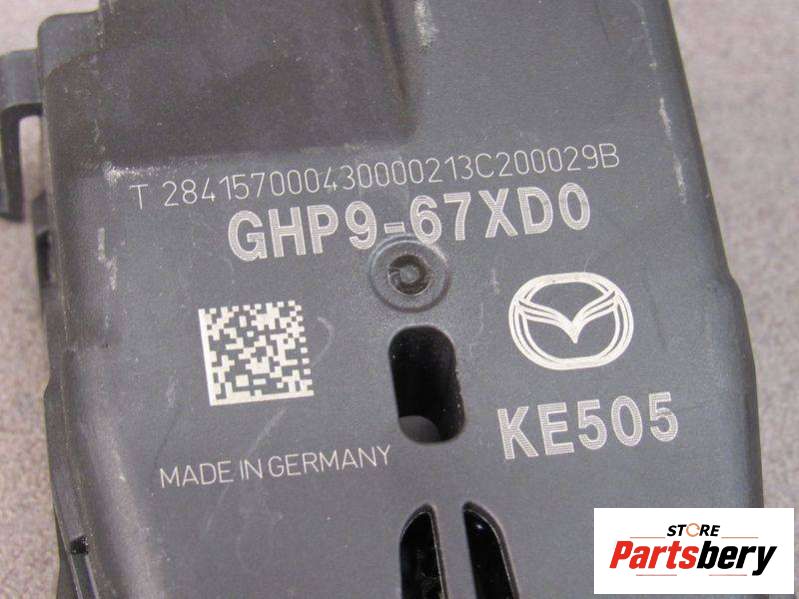 T 284157000430000213C200029B
GHP9-67XD0
KE505
MADE IN GERMANY
STORE
Partsbery